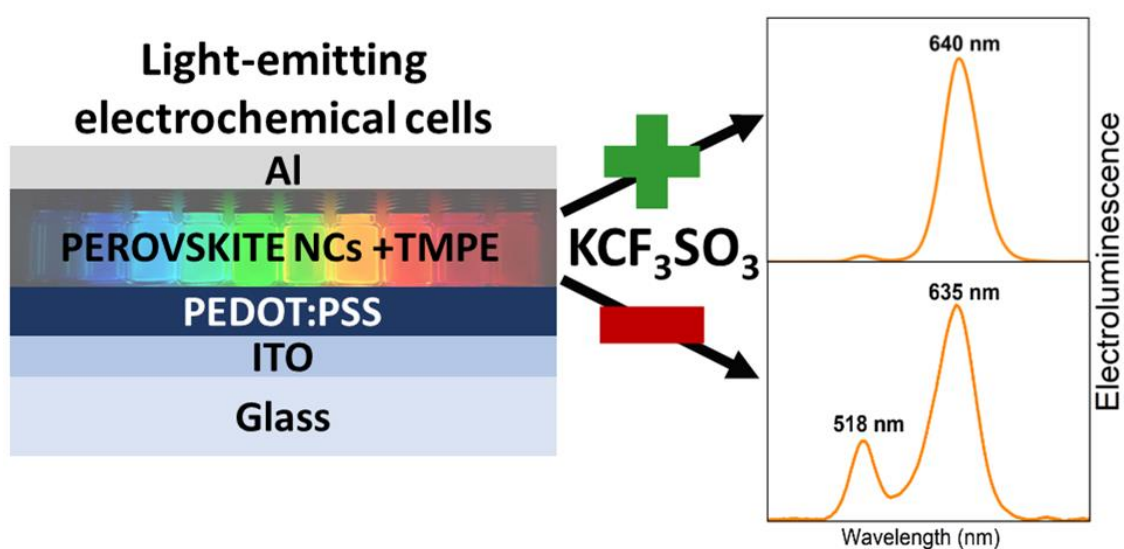 Light-emitting
electrochemical cells
Al
PEROVSKITE NCs +TMPE
PEDOT:PSS
ITO
Glass
KCF₃SO₃
640 nm
635 nm
518 nm
Wavelength (nm)
Electroluminescence